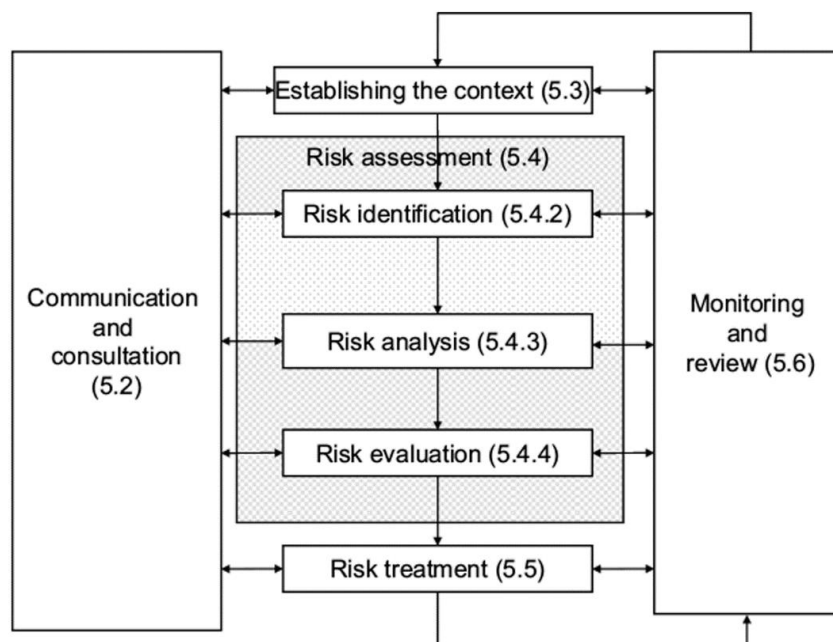 Establishing the context (5.3)
Risk assessment (5.4)
Risk identification (5.4.2)
Communication
and
consultation
(5.2)
Risk analysis (5.4.3)
Monitoring
and
review (5.6)
Risk evaluation (5.4.4)
Risk treatment (5.5)